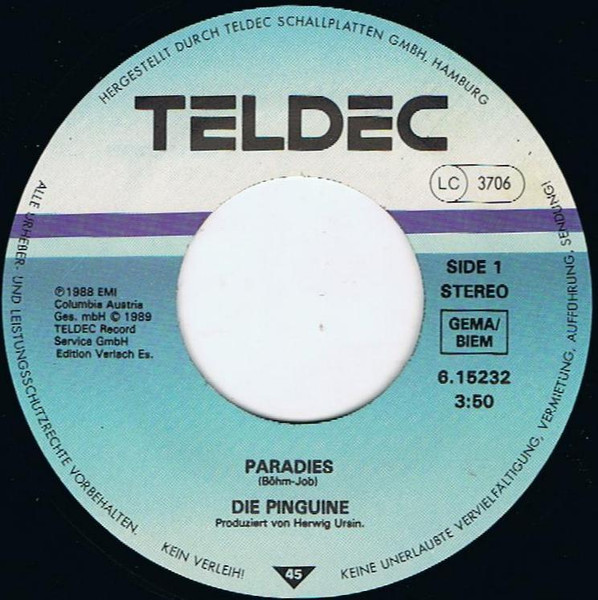 HERGESTELLT DURCH TELDEC SCHALLPLATTEN GMBH, HAMBURG
TELDEC
LC 3706
℗1988 EMI
Columbia Austria
Ges. mbH © 1989
TELDEC Record
Service GmbH
Edition Verlach Es.
SIDE 1
STEREO
GEMA/
BIEM
6.15232
3:50
PARADIES
(Böhm-Job)
DIE PINGUINE
Produziert von Herwig Ursin.
45
ALLE URHEBER- UND LEISTUNGSSCHUTZRECHTE VORBEHALTEN.
KEIN VERLEIH!
KEINE UNERLAUBTE VERVIELFÄLTIGUNG, VERMIETUNG, AUFFÜHRUNG, SENDUNG!